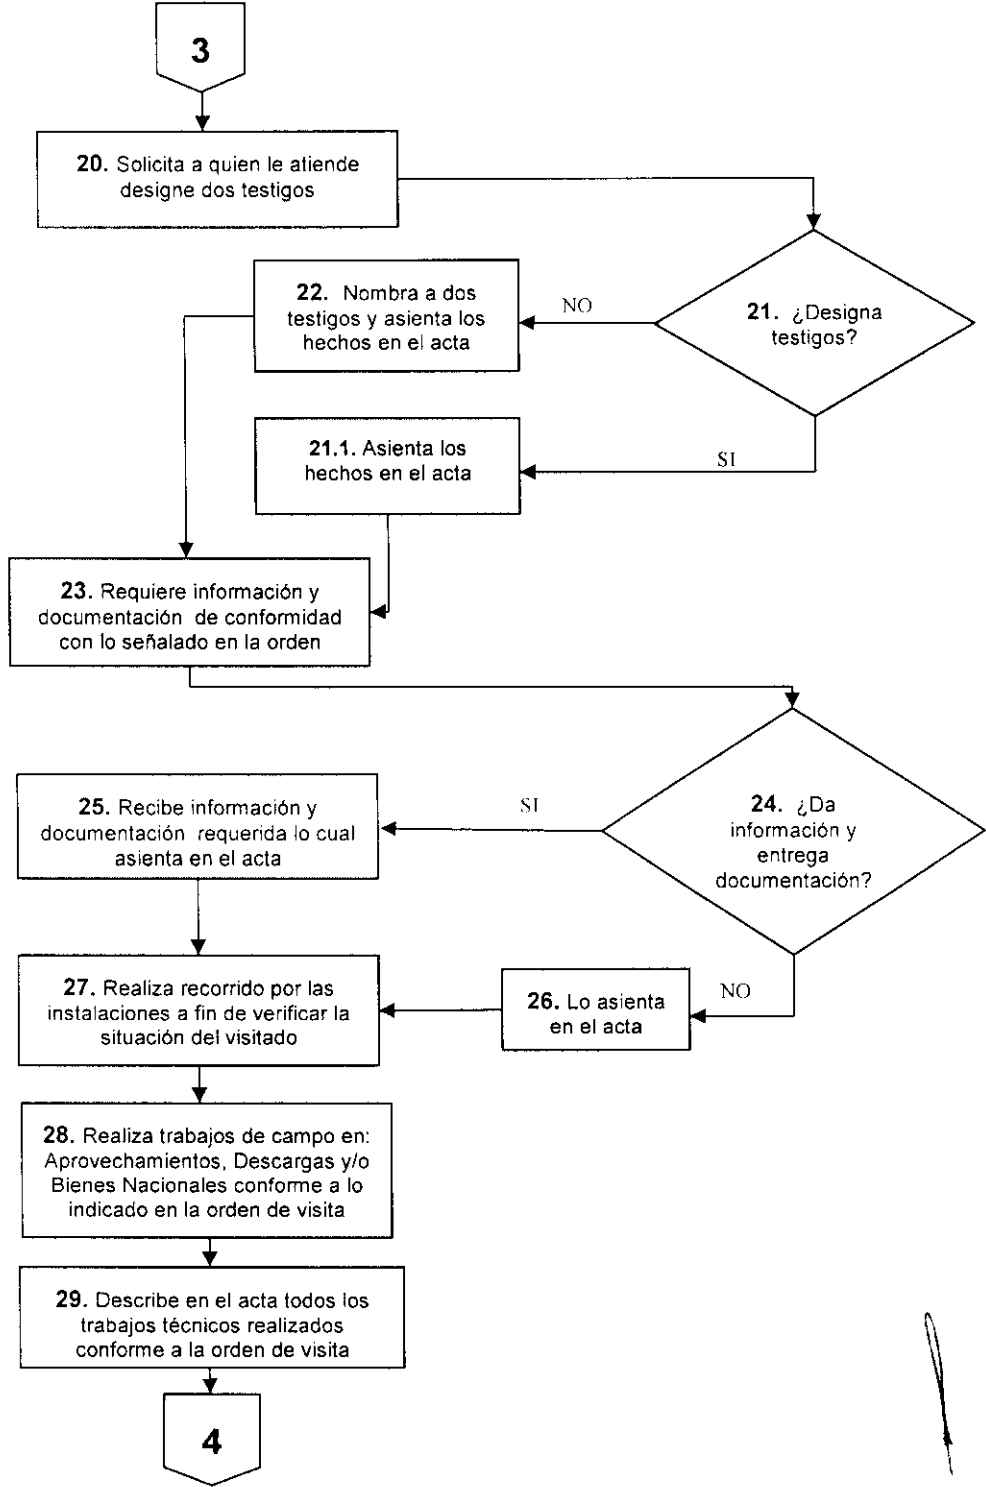 3
20. Solicita a quien le atiende
designe dos testigos
21. ¿Designa
testigos?
NO
22. Nombra a dos
testigos y asienta los
hechos en el acta
SI
21.1. Asienta los
hechos en el acta
23. Requiere información y
documentación de conformidad
con lo señalado en la orden
24. ¿Da
información y
entrega
documentación?
SI
25. Recibe información y
documentación requerida lo cual
asienta en el acta
NO
26. Lo asienta
en el acta
27. Realiza recorrido por las
instalaciones a fin de verificar la
situación del visitado
28. Realiza trabajos de campo en:
Aprovechamientos, Descargas y/o
Bienes Nacionales conforme a lo
indicado en la orden de visita
29. Describe en el acta todos los
trabajos técnicos realizados
conforme a la orden de visita
4